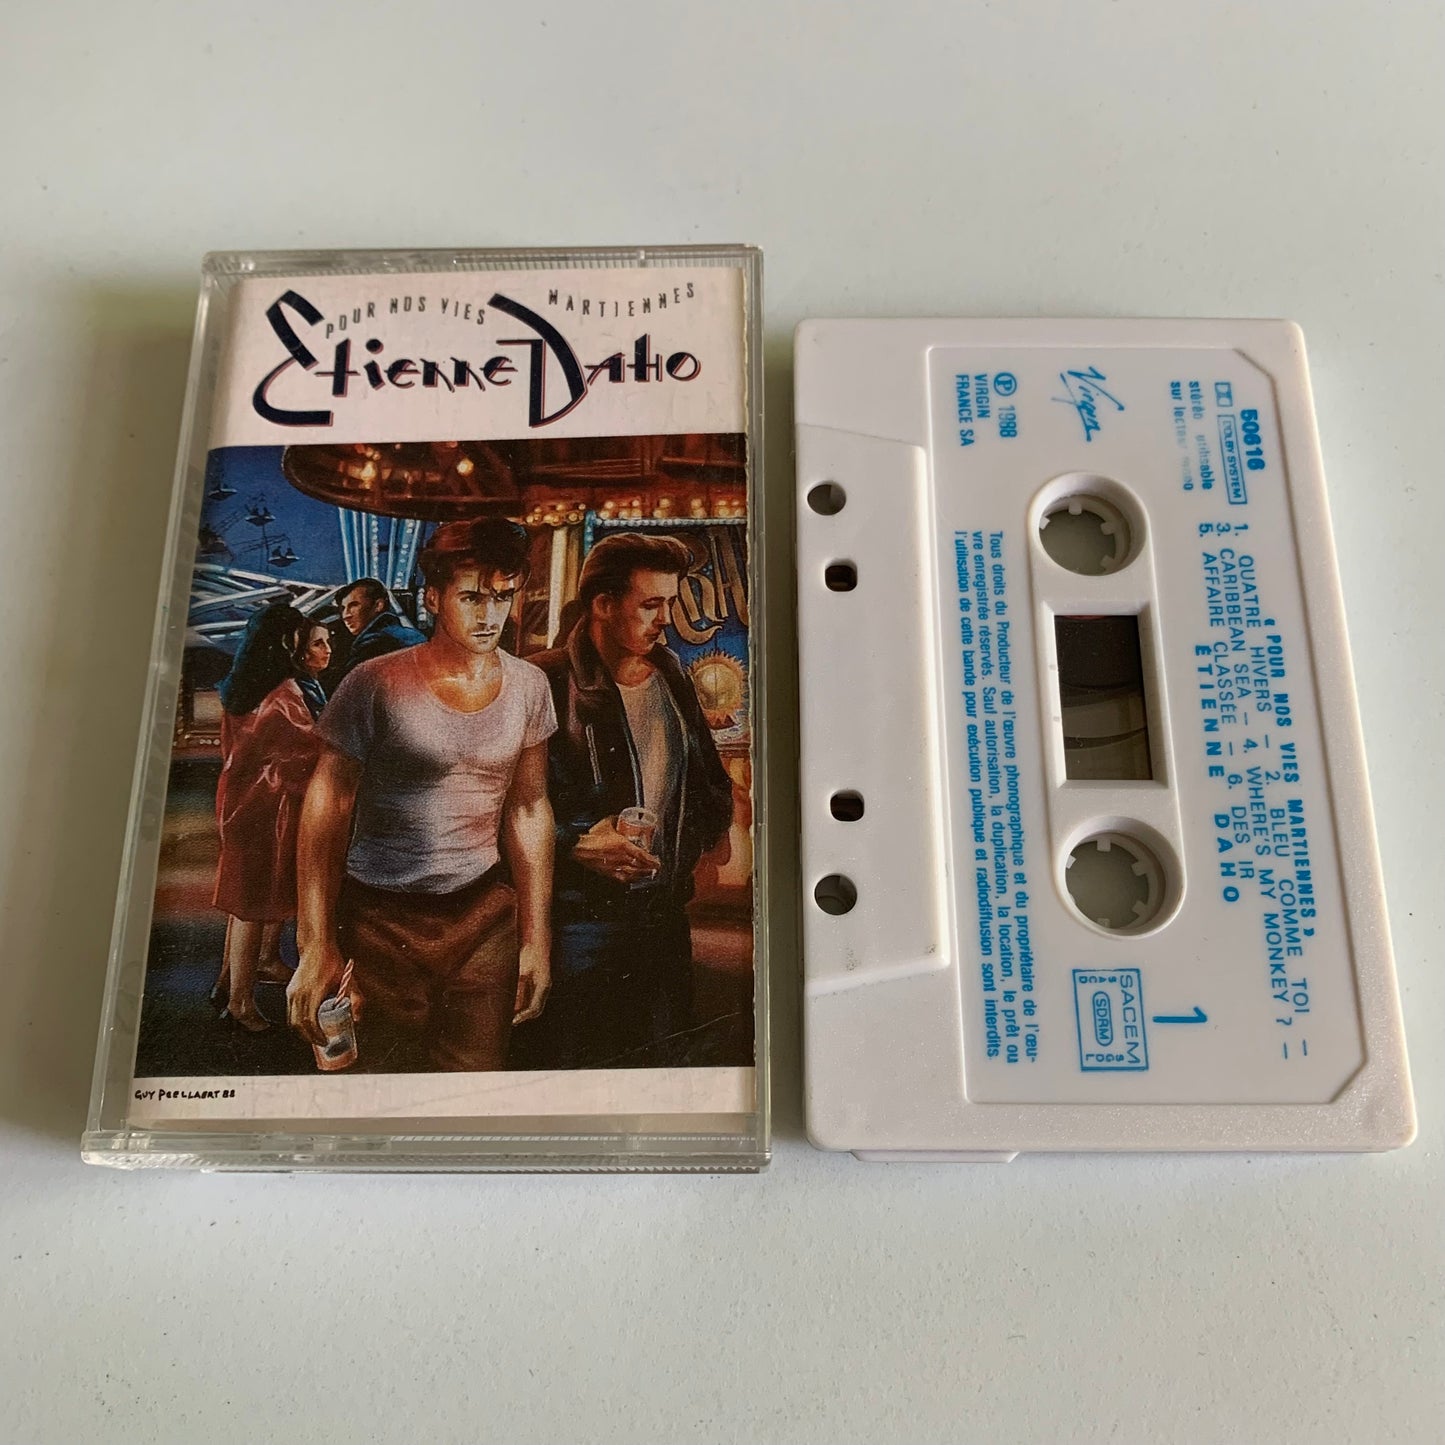 POUR NOS VIES MARTIENNES
Etienne Daho
GUY PEELLAERT 88
50616
DOLBY SYSTEM
stéréo utilisable
sur lecteur mono
Virgin
Ⓟ 1988
VIRGIN
FRANCE SA
« POUR NOS VIES MARTIENNES »
1. QUATRE HIVERS – 2. BLEU COMME TOI –
3. CARIBBEAN SEA – 4. WHERE'S MY MONKEY ? –
5. AFFAIRE CLASSÉE – 6. DES IR
ÉTIENNE DAHO
1
SACEM
SDRM
Tous droits du Producteur de l'œuvre phonographique et du propriétaire de l'œu-
vre enregistrée réservés. Sauf autorisation, la duplication, la location, le prêt ou
l'utilisation de cette bande pour exécution publique et radiodiffusion sont interdits